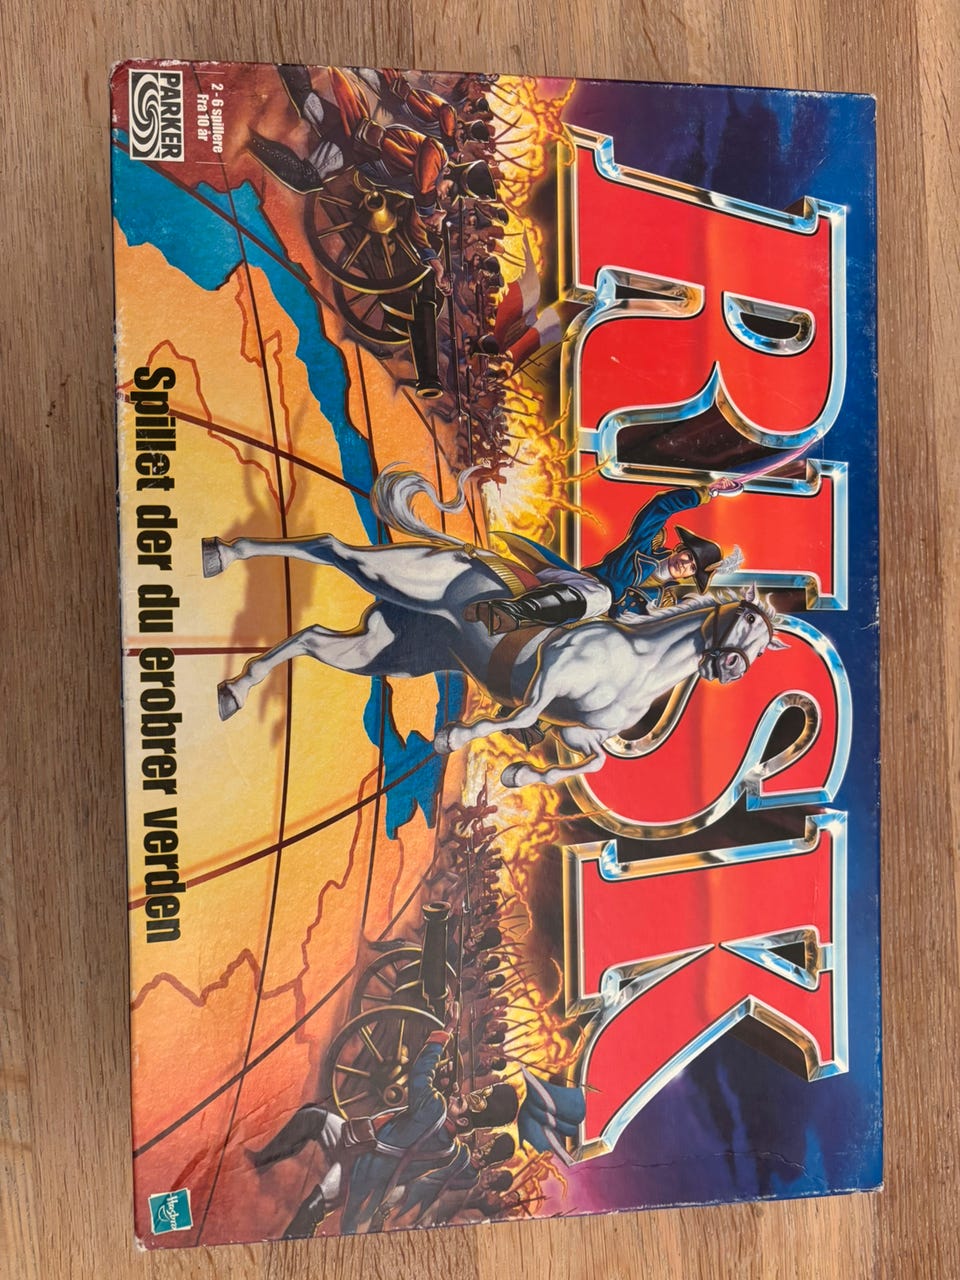 RISK
2 - 6 spillere
Fra 10 år
PARKER
Spillet der du erobrer verden
Hasbro